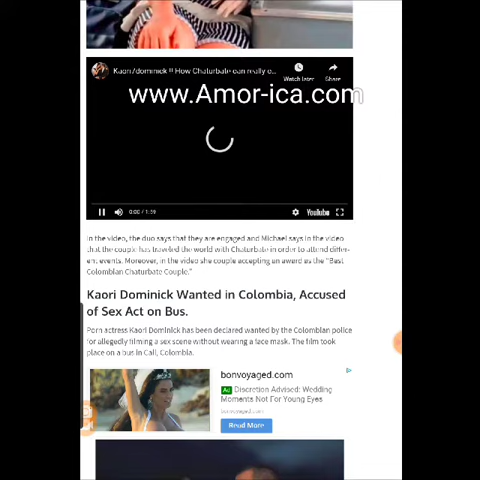 Kaori /dominick !! How Chaturbate can really c...
Watch later
Share
www.Amor-ica.com
0:00 / 1:59
YouTube
In the video, the duo says that they are engaged and Michael says in the video
that the couple has traveled the world with Chaturbate in order to attend differ-
ent events. Moreover, in the video she couple accepting an award as the "Best
Colombian Chaturbate Couple."
Kaori Dominick Wanted in Colombia, Accused
of Sex Act on Bus.
Porn actress Kaori Dominick has been declared wanted by the Colombian police
for allegedly filming a sex scene without wearing a face mask. The film took
place on a bus in Cali, Colombia.
bonvoyaged.com
Ad Discretion Advised: Wedding
Moments Not For Young Eyes
bonvoyaged.com
Read More